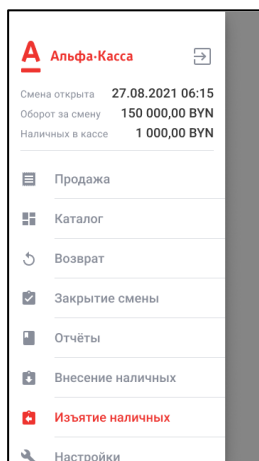 А Альфа·Касса
Смена открыта 27.08.2021 06:15
Оборот за смену 150 000,00 BYN
Наличных в кассе 1 000,00 BYN
Продажа
Каталог
Возврат
Закрытие смены
Отчёты
Внесение наличных
Изъятие наличных
Настройки